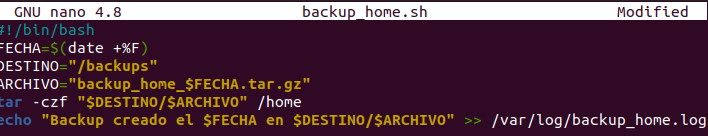 GNU nano 4.8 backup_home.sh Modified
#!/bin/bash
FECHA=$(date +%F)
DESTINO="/backups"
ARCHIVO="backup_home_$FECHA.tar.gz"
tar -czf "$DESTINO/$ARCHIVO" /home
echo "Backup creado el $FECHA en $DESTINO/$ARCHIVO" >> /var/log/backup_home.log